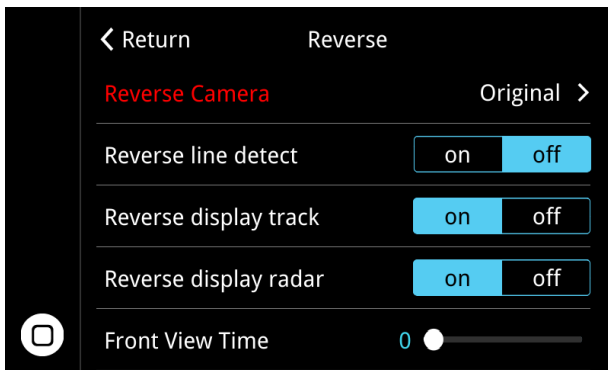 Return Reverse
Reverse Camera Original
Reverse line detect on off
Reverse display track on off
Reverse display radar on off
Front View Time 0